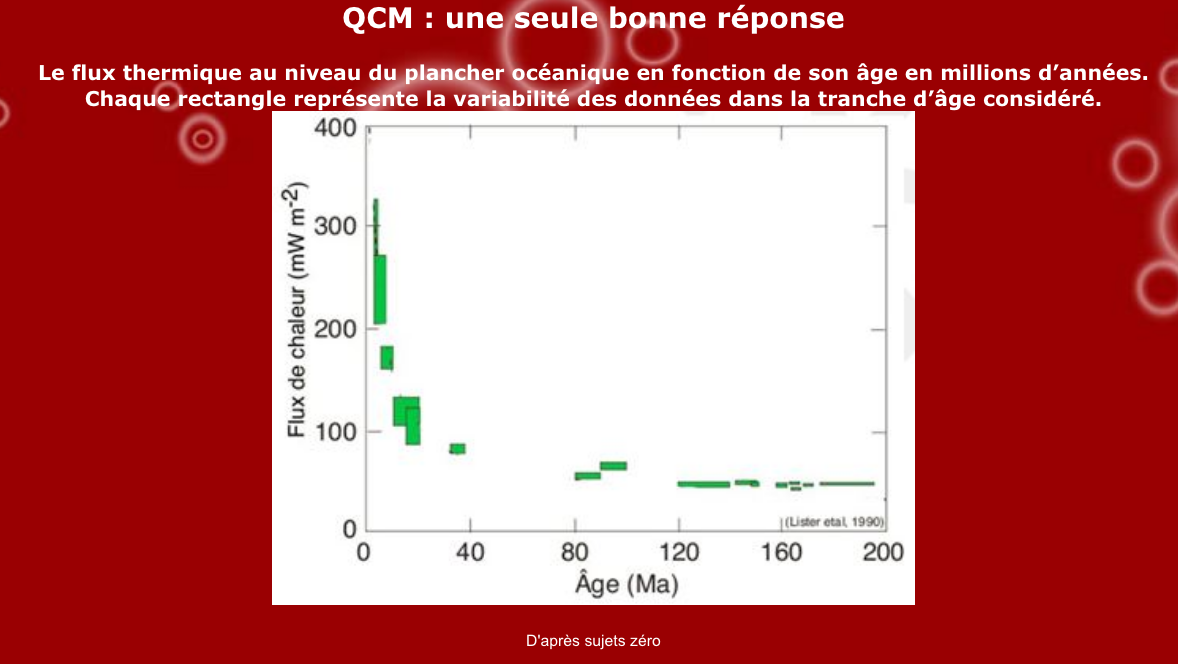 QCM : une seule bonne réponse
Le flux thermique au niveau du plancher océanique en fonction de son âge en millions d’années.
Chaque rectangle représente la variabilité des données dans la tranche d’âge considéré.
400
300
200
100
0
Flux de chaleur (mW m-2)
(Lister etal, 1990)
0 40 80 120 160 200
Âge (Ma)
D'après sujets zéro